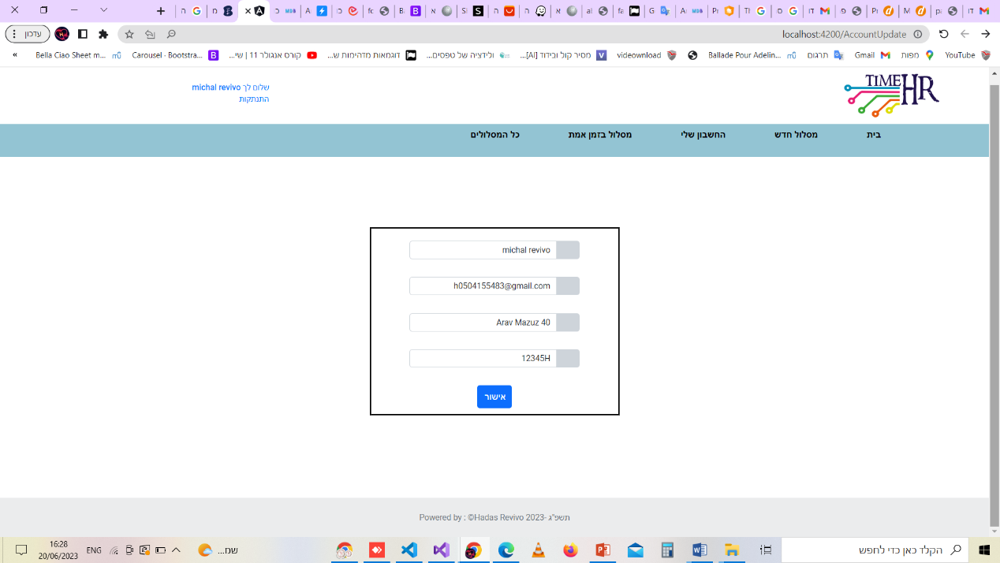 עדכון
localhost:4200/AccountUpdate
YouTube
מפות
Gmail
תרגום
Ballade Pour Adelin...
videownload
מסיר קול ובידוד [AI]...
ולידציה של טפסים...
דוגמאות מדהימות ש...
קורס אנגולר 11 | שי...
Carousel · Bootstra...
Bella Ciao Sheet m...
TIME HR
שלום לך michal revivo
התנתקות
בית
מסלול חדש
החשבון שלי
מסלול בזמן אמת
כל המסלולים
michal revivo
h0504155483@gmail.com
Arav Mazuz 40
12345H
אישור
Powered by : ©Hadas Revivo 2023- תשפ"ג
הקלד כאן כדי לחפש
שמ...
ENG
16:28
20/06/2023